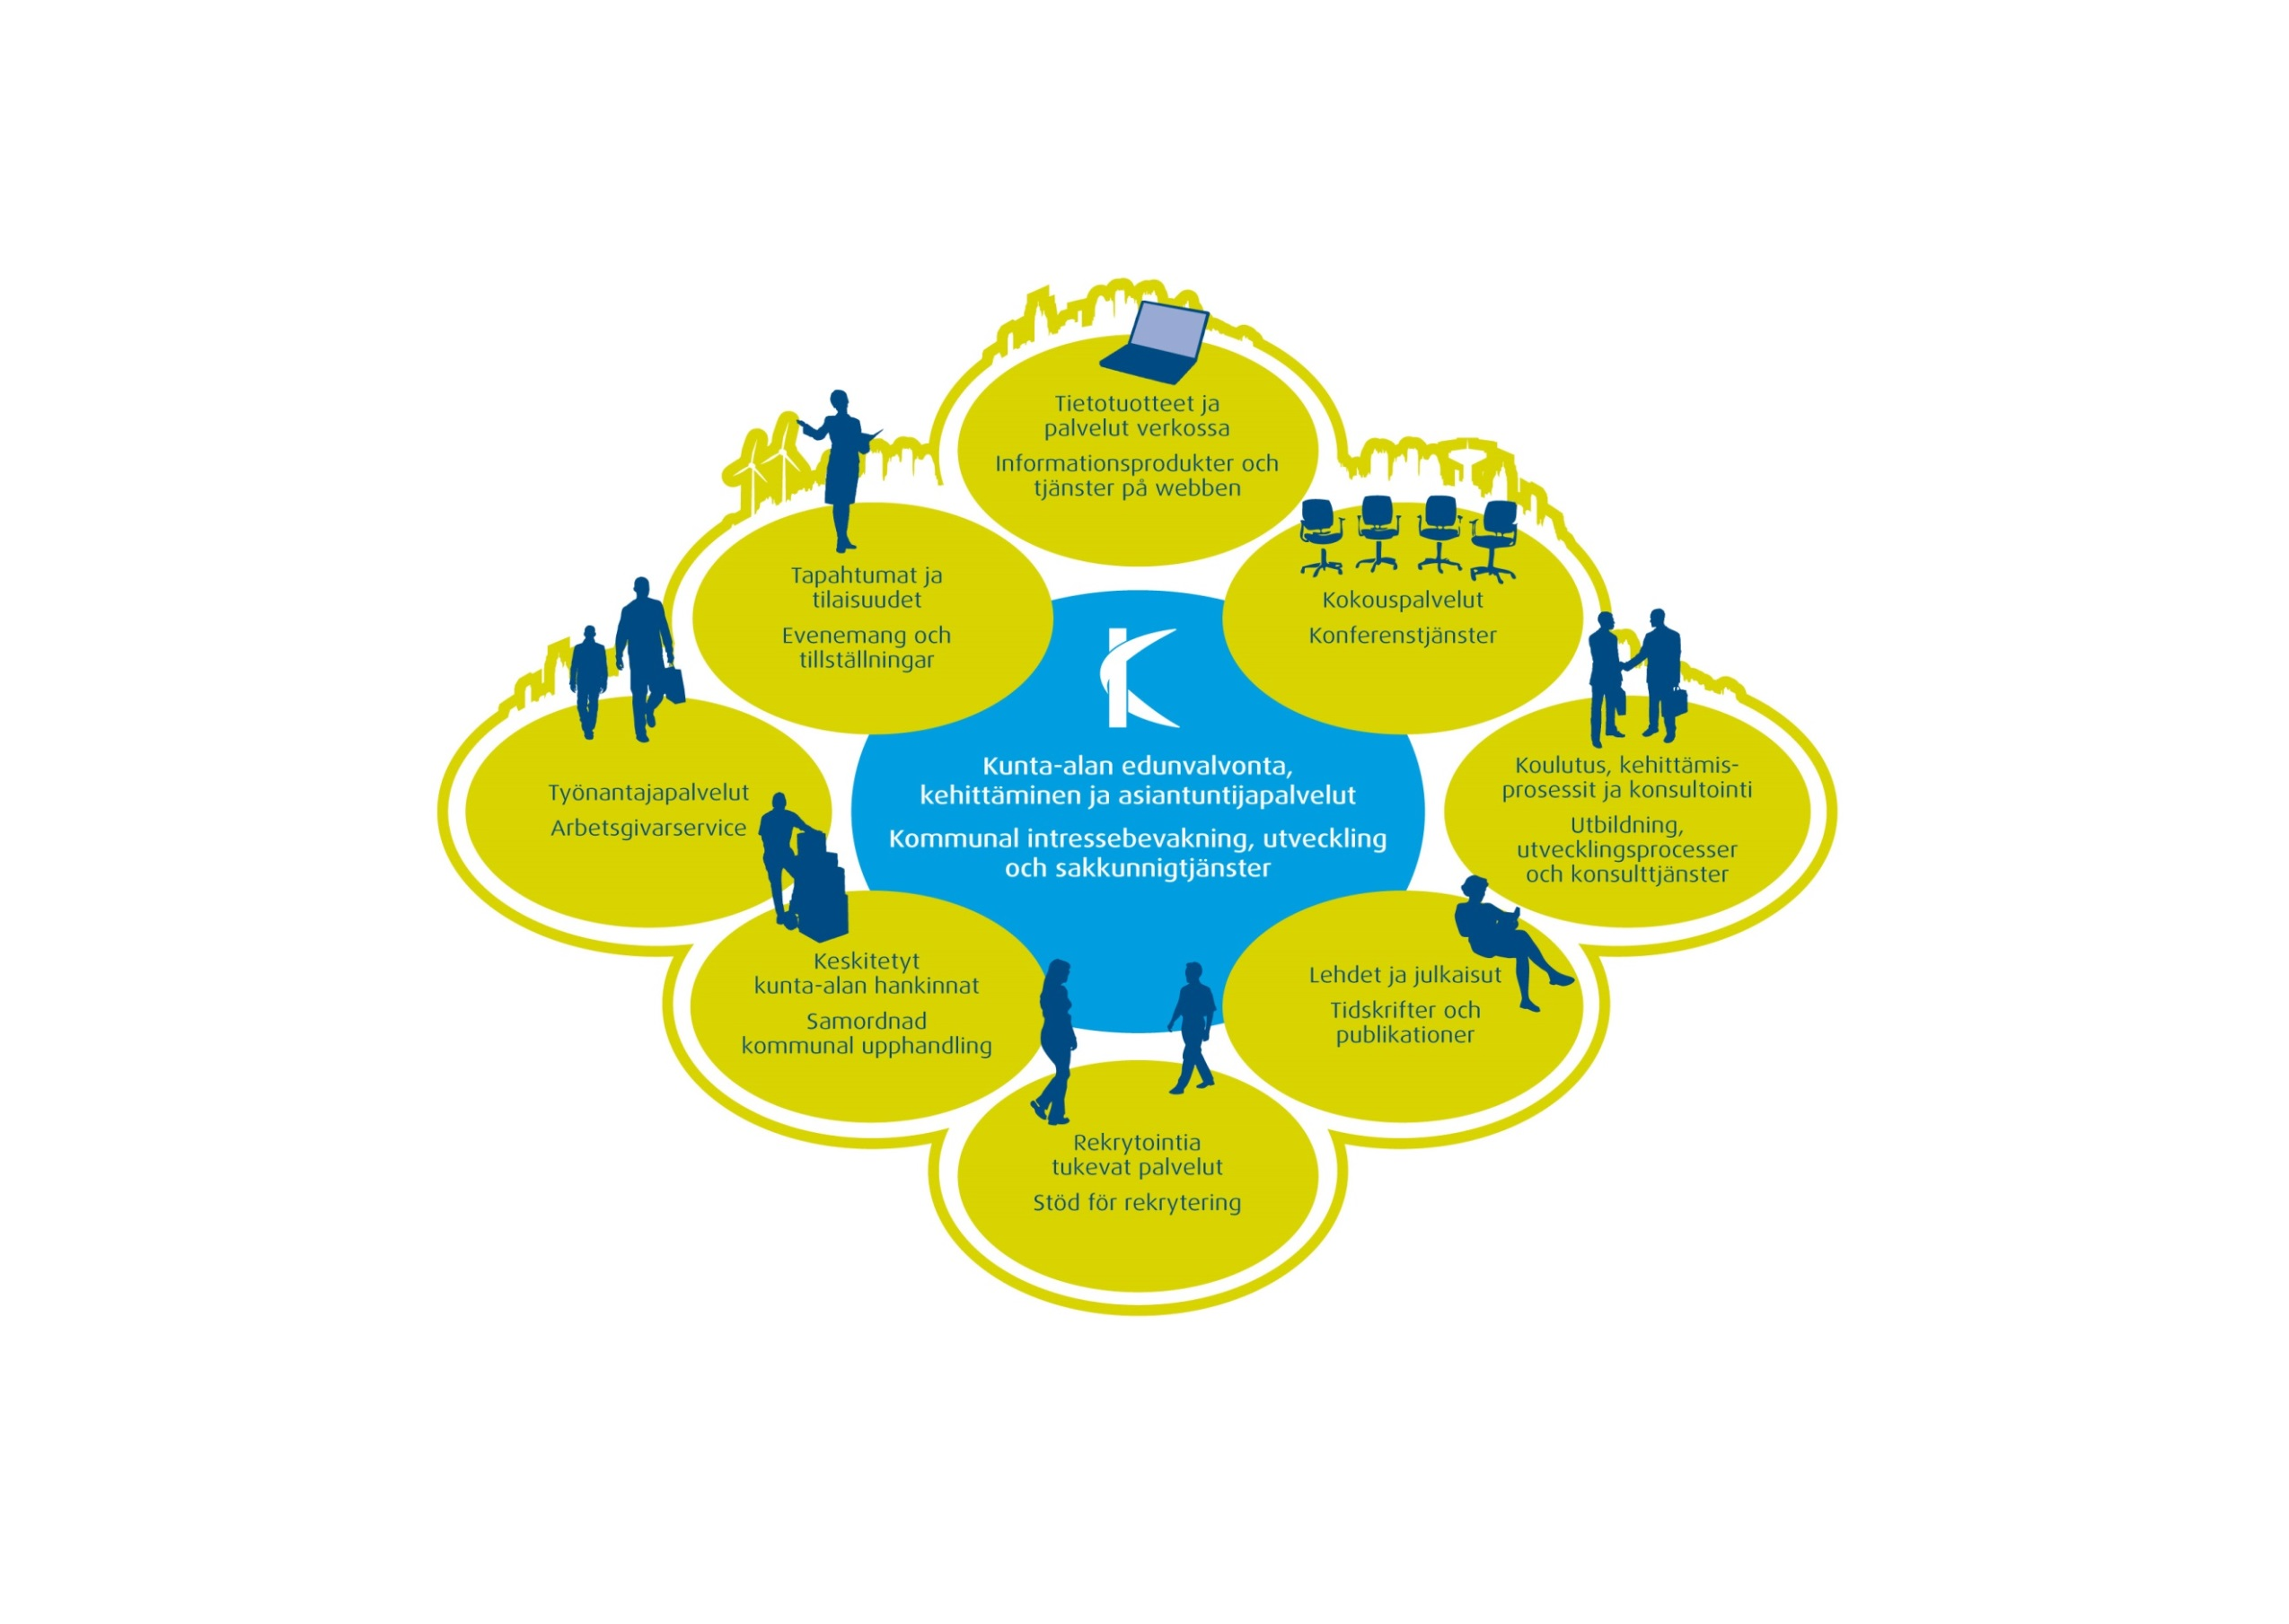 Tietotuotteet ja
palvelut verkossa
Informationsprodukter och
tjänster på webben
Tapahtumat ja
tilaisuudet
Evenemang och
tillställningar
Kokouspalvelut
Konferenstjänster
Työnantajapalvelut
Arbetsgivarservice
K
Kunta-alan edunvalvonta,
kehittäminen ja asiantuntijapalvelut
Kommunal intressebevakning, utveckling
och sakkunnigtjänster
Koulutus, kehittämis-
prosessit ja konsultointi
Utbildning,
utvecklingsprocesser
och konsulttjänster
Keskitetyt
kunta-alan hankinnat
Samordnad
kommunal upphandling
Lehdet ja julkaisut
Tidskrifter och
publikationer
Rekrytointia
tukevat palvelut
Stöd för rekrytering